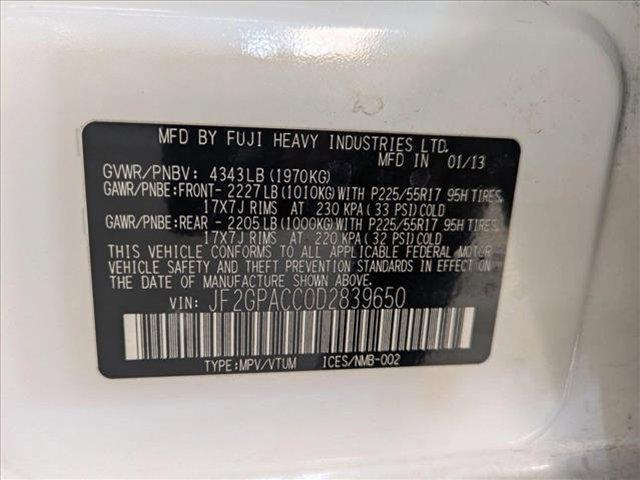 MFD BY FUJI HEAVY INDUSTRIES LTD.
MFD IN 01/13
GVWR/PNBV: 4343LB(1970KG)
GAWR/PNBE:FRONT- 2227LB(1010KG)WITH P225/55R17 95H TIRES,
17X7J RIMS AT 230 KPA(33 PSI)COLD
GAWR/PNBE:REAR - 2205LB(1000KG)WITH P225/55R17 95H TIRES,
17X7J RIMS AT 220 KPA(32 PSI)COLD
THIS VEHICLE CONFORMS TO ALL APPLICABLE FEDERAL MOTOR
VEHICLE SAFETY AND THEFT PREVENTION STANDARDS IN EFFECT ON
THE DATE OF MANUFACTURE SHOWN ABOVE.
VIN: JF2GPACC0D2839650
TYPE:MPV/VTUM ICES/NMB-002